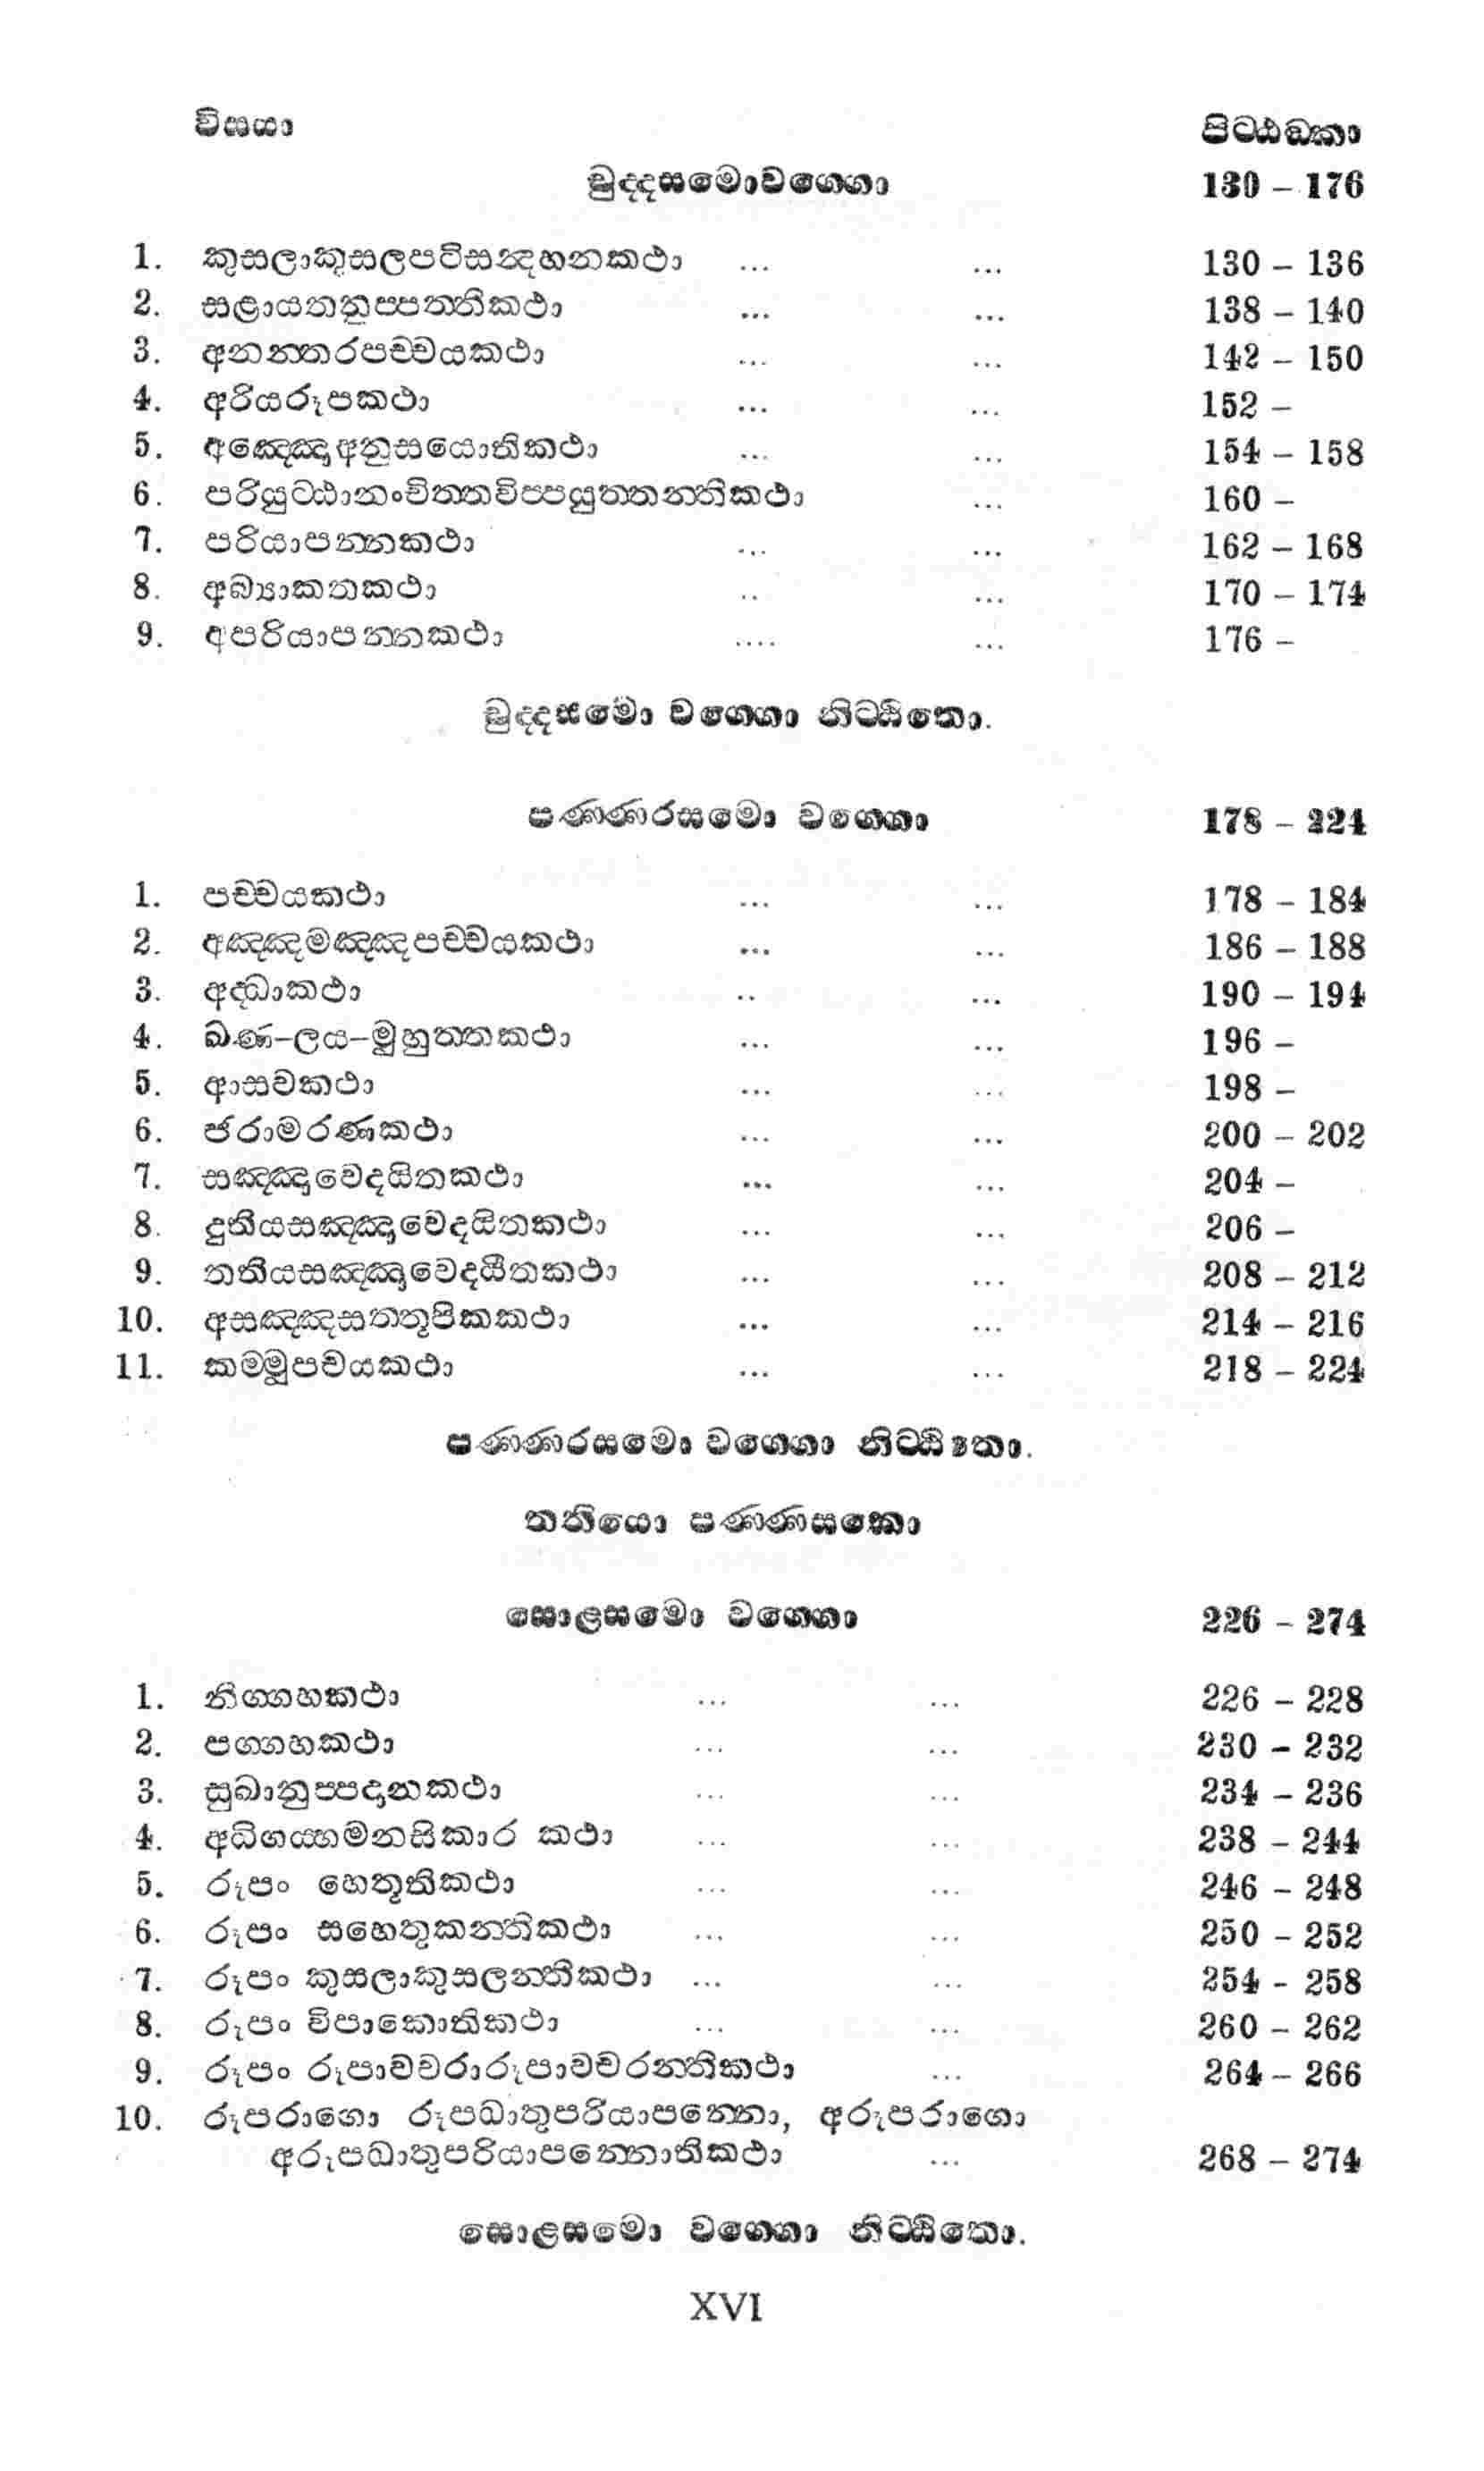 විසයා පිට්ඨඞ්කා
චුද්දසමොවග්ගො 130 – 176
1. කුසලාකුසලපටිසන්දහනකථා ... ... 130 – 136
2. සළායතනුප්පත්තිකථා ... ... 138 – 140
3. අනන්තරපච්චයකථා ... ... 142 – 150
4. අරියරූපකථා ... ... 152 –
5. අඤ්ඤොඅනුසයොතිකථා ... ... 154 – 158
6. පරියුට්ඨානංචිත්තවිප්පයුත්තන්තිකථා ... 160 –
7. පරියාපන්නකථා ... ... 162 – 168
8. අබ්‍යාකතකථා .. ... 170 – 174
9. අපරියාපන්නකථා .... ... 176 –
චුද්දසමො වග්ගො නිට්ඨිතො.
පණ්ණරසමො වග්ගො 178 – 224
1. පච්චයකථා ... ... 178 – 184
2. අඤ්ඤමඤ්ඤපච්චයකථා ... ... 186 – 188
3. අද්ධාකථා .. ... 190 – 194
4. ඛණ–ලය–මුහුත්තකථා ... ... 196 –
5. ආසවකථා ... ... 198 –
6. ජරාමරණකථා ... ... 200 – 202
7. සඤ්ඤාවෙදයිතකථා ... ... 204 –
8. දුතියසඤ්ඤාවෙදයිතකථා ... ... 206 –
9. තතියසඤ්ඤාවෙදයිතකථා ... ... 208 – 212
10. අසඤ්ඤසත්තූපිකකථා ... ... 214 – 216
11. කම්මූපචයකථා ... ... 218 – 224
පණ්ණරසමො වග්ගො නිට්ඨිතො.
තතියො පණ්ණාසකො
සොළසමො වග්ගො 226 – 274
1. නිග්ගහකථා ... ... 226 – 228
2. පග්ගහකථා ... ... 230 – 232
3. සුඛානුප්පදානකථා ... ... 234 – 236
4. අධිගය්හමනසිකාර කථා ... ... 238 – 244
5. රූපං හෙතූතිකථා ... ... 246 – 248
6. රූපං සහෙතුකන්තිකථා ... ... 250 – 252
7. රූපං කුසලාකුසලන්තිකථා ... ... 254 – 258
8. රූපං විපාකොතිකථා ... ... 260 – 262
9. රූපං රූපාවචරාරූපාවචරන්තිකථා ... 264 – 266
10. රූපරාගො රූපධාතුපරියාපන්නො, අරූපරාගො
අරූපධාතුපරියාපන්නොතිකථා ... 268 – 274
සොළසමො වග්ගො නිට්ඨිතො.
XVI